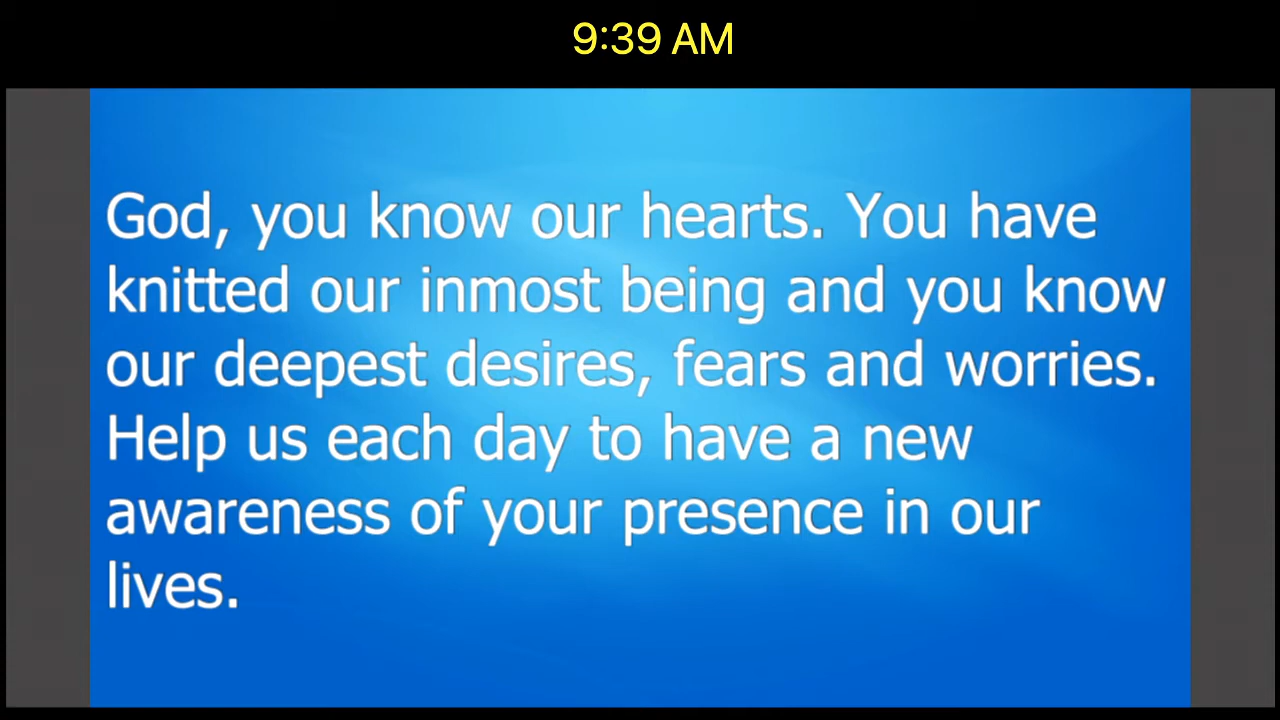 9:39 AM
God, you know our hearts. You have
knitted our inmost being and you know
our deepest desires, fears and worries.
Help us each day to have a new
awareness of your presence in our
lives.